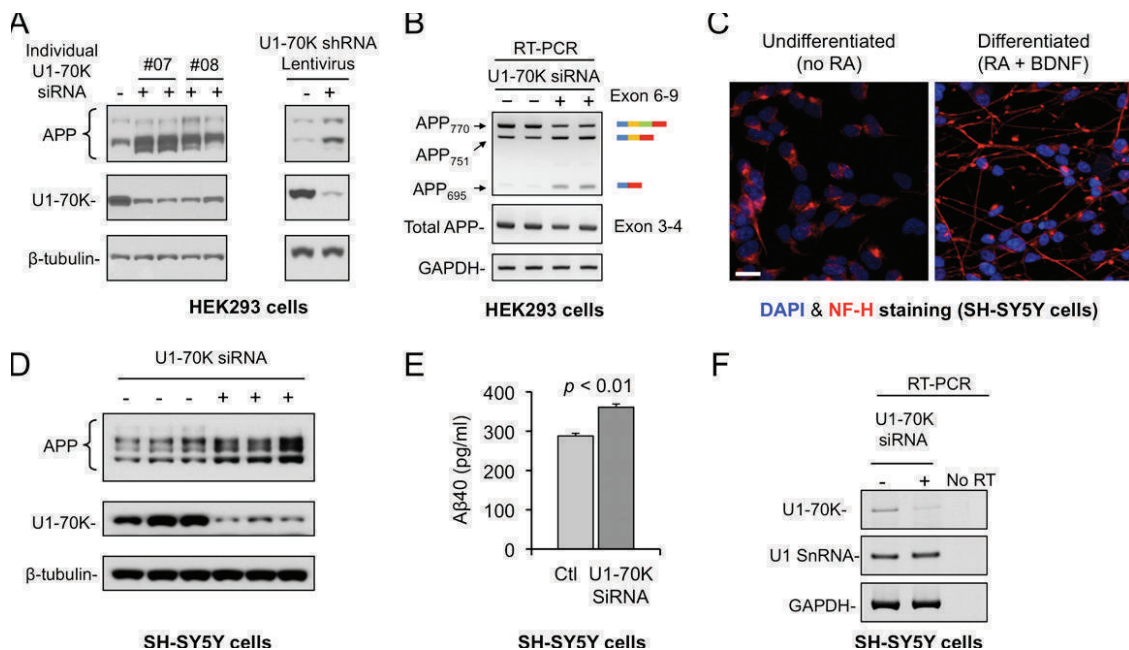 A
Individual
U1-70K
siRNA
#07 #08
- + + + +
U1-70K shRNA
Lentivirus
- +
APP
U1-70K-
β-tubulin-
HEK293 cells
B
RT-PCR
U1-70K siRNA
- - + +
Exon 6-9
APP770
APP751
APP695
Total APP-
Exon 3-4
GAPDH-
HEK293 cells
C
Undifferentiated
(no RA)
Differentiated
(RA + BDNF)
DAPI & NF-H staining (SH-SY5Y cells)
D
U1-70K siRNA
- - - + + +
APP
U1-70K-
β-tubulin-
SH-SY5Y cells
E
p < 0.01
Aβ40 (pg/ml)
400
300
200
100
0
Ctl U1-70K
SiRNA
SH-SY5Y cells
F
RT-PCR
U1-70K
siRNA
- + No RT
U1-70K-
U1 SnRNA-
GAPDH-
SH-SY5Y cells